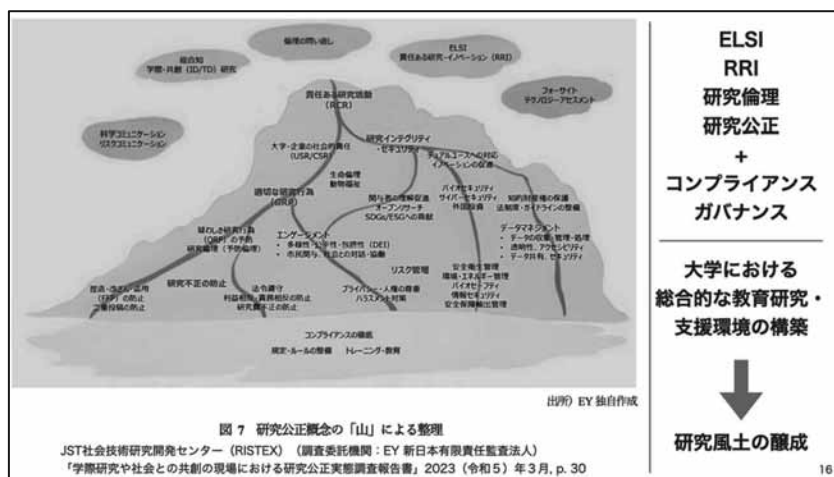 倫理の問い直し
総合知
学際・共創(ID/TD)研究
ELSI
責任ある研究・イノベーション(RRI)
フォーサイト
テクノロジーアセスメント
科学コミュニケーション
リスクコミュニケーション
責任ある研究活動
(RCR)
大学・企業の社会的責任
(USR/CSR)
研究インテグリティ
・セキュリティ
デュアルユースへの対応
イノベーションの促進
生命倫理
動物福祉
適切な研究行為
(GRP)
関与者の理解促進
オープンリサーチ
SDGs/ESGへの貢献
バイオセキュリティ
サイバーセキュリティ
知的財産権の保護
法制度・ガイドラインの整備
疑わしき研究行為
(QRP)の予防
研究倫理(予防倫理)
エンゲージメント
• 多様性・公平性・包摂性(DEI)
• 市民関与、社会との対話・協働
データマネジメント
• データの収集・管理・処理
• 透明性、アクセシビリティ
• データ共有、セキュリティ
研究不正の防止
リスク管理
捏造・改ざん・盗用
(FFP)の防止
二重投稿の防止
法令遵守
利益相反・責務相反の防止
研究費不正の防止
プライバシー・人権の尊重
ハラスメント対策
安全衛生管理
環境・エネルギー管理
バイオセーフティ
情報セキュリティ
安全保障輸出管理
コンプライアンスの徹底
規定・ルールの整備
トレーニング・教育
出所)EY 独自作成
図 7 研究公正概念の「山」による整理
JST社会技術研究開発センター(RISTEX)(調査委託機関:EY 新日本有限責任監査法人)
「学際研究や社会との共創の現場における研究公正実態調査報告書」2023(令和5)年3月, p. 30
ELSI
RRI
研究倫理
研究公正
+
コンプライアンス
ガバナンス
大学における
総合的な教育研究・
支援環境の構築
研究風土の醸成
16